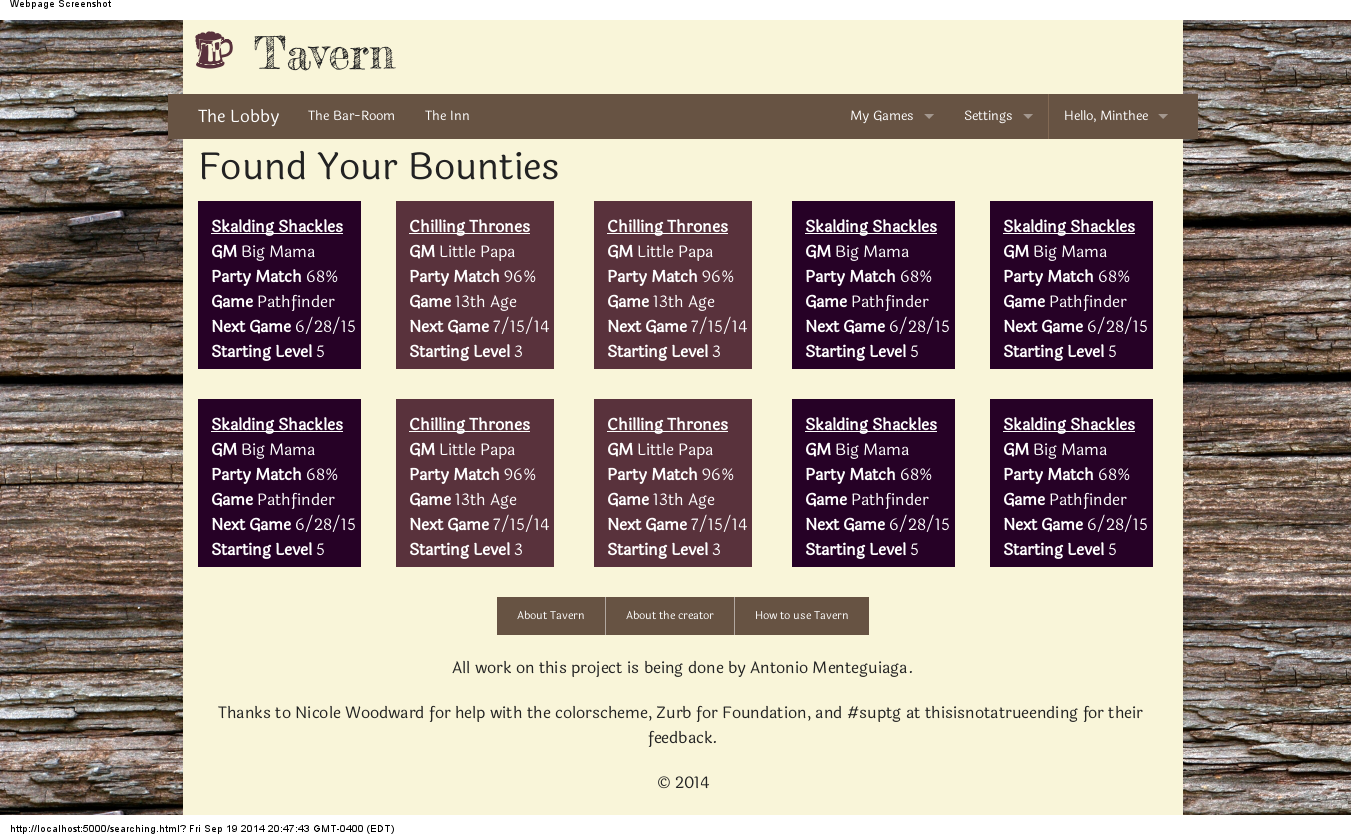 Webpage Screenshot
Tavern
The Lobby The Bar-Room The Inn My Games Settings Hello, Minthee
Found Your Bounties
Skalding Shackles
GM Big Mama
Party Match 68%
Game Pathfinder
Next Game 6/28/15
Starting Level 5
Chilling Thrones
GM Little Papa
Party Match 96%
Game 13th Age
Next Game 7/15/14
Starting Level 3
Chilling Thrones
GM Little Papa
Party Match 96%
Game 13th Age
Next Game 7/15/14
Starting Level 3
Skalding Shackles
GM Big Mama
Party Match 68%
Game Pathfinder
Next Game 6/28/15
Starting Level 5
Skalding Shackles
GM Big Mama
Party Match 68%
Game Pathfinder
Next Game 6/28/15
Starting Level 5
Skalding Shackles
GM Big Mama
Party Match 68%
Game Pathfinder
Next Game 6/28/15
Starting Level 5
Chilling Thrones
GM Little Papa
Party Match 96%
Game 13th Age
Next Game 7/15/14
Starting Level 3
Chilling Thrones
GM Little Papa
Party Match 96%
Game 13th Age
Next Game 7/15/14
Starting Level 3
Skalding Shackles
GM Big Mama
Party Match 68%
Game Pathfinder
Next Game 6/28/15
Starting Level 5
Skalding Shackles
GM Big Mama
Party Match 68%
Game Pathfinder
Next Game 6/28/15
Starting Level 5
About Tavern About the creator How to use Tavern
All work on this project is being done by Antonio Menteguiaga.
Thanks to Nicole Woodward for help with the colorscheme, Zurb for Foundation, and #suptg at thisisnotatrueending for their
feedback.
© 2014
http://localhost:5000/searching.html? Fri Sep 19 2014 20:47:43 GMT-0400 (EDT)